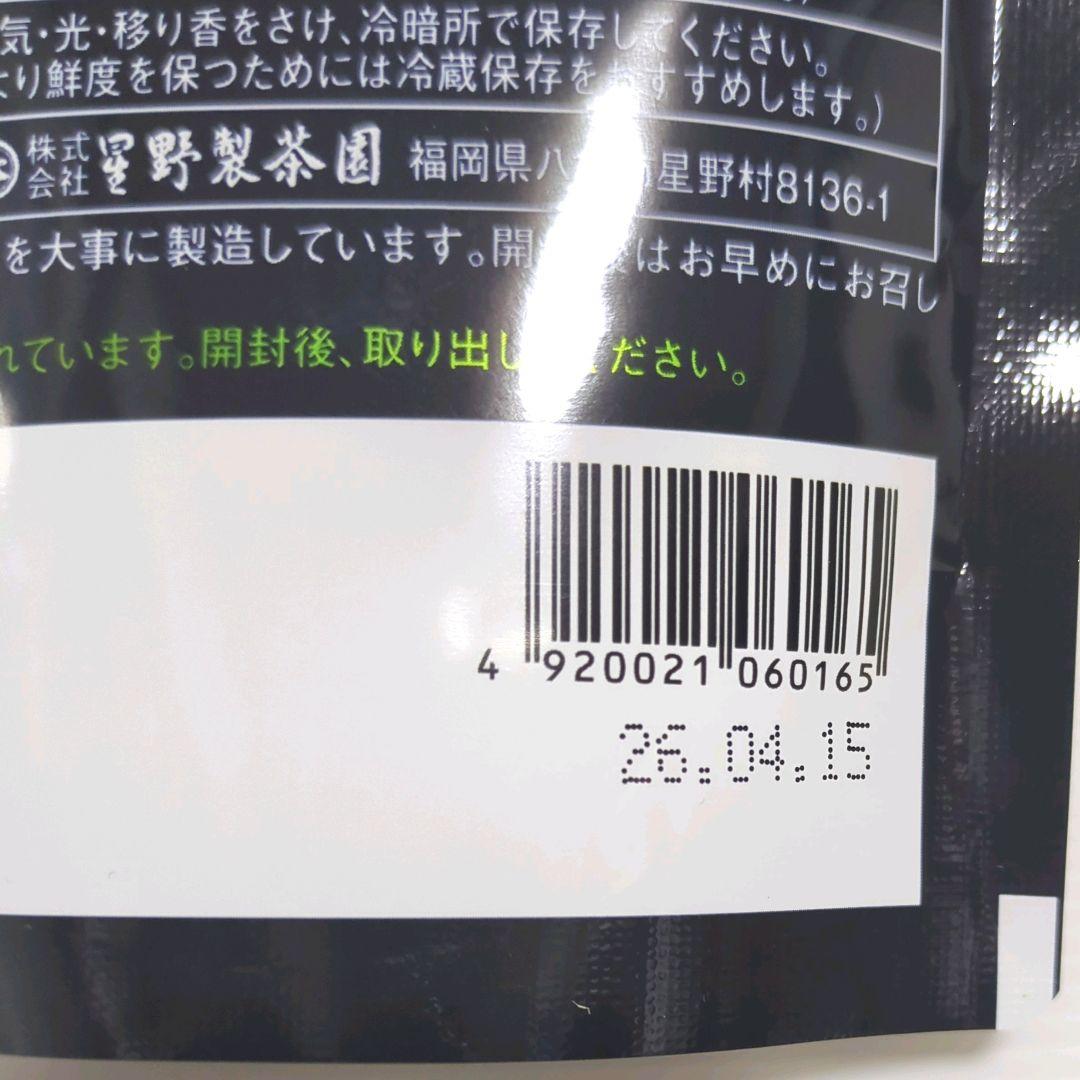 気・光・移り香をさけ、冷暗所で保存してください。
より鮮度を保つためには冷蔵保存をおすすめします。)
株式会社 星野製茶園 福岡県八 星野村8136-1
を大事に製造しています。開 はお早めにお召し
れています。開封後、取り出し ください。
4 920021 060165
26.04.15